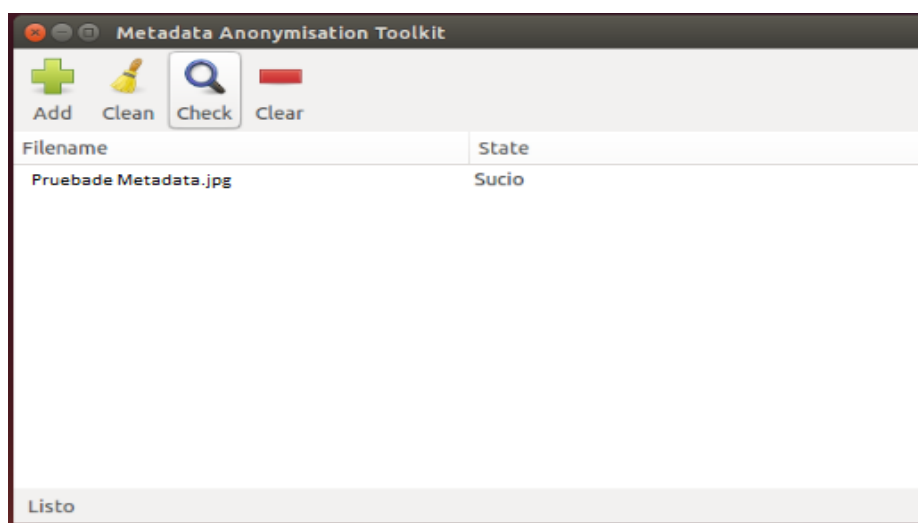 Metadata Anonymisation Toolkit
Add Clean Check Clear
Filename State
Pruebade Metadata.jpg Sucio
Listo